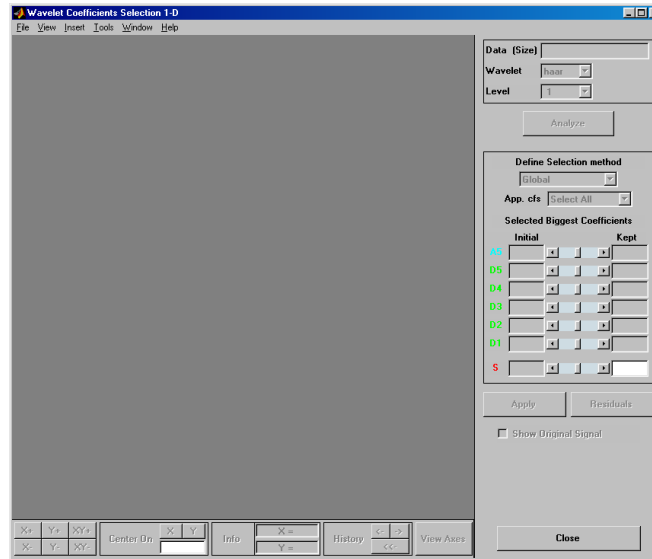 Wavelet Coefficients Selection 1-D
File View Insert Tools Window Help
Data (Size)
Wavelet haar
Level 1
Analyze
Define Selection method
Global
App. cfs Select All
Selected Biggest Coefficients
Initial Kept
A5
D5
D4
D3
D2
D1
S
Apply Residuals
Show Original Signal
X+ Y+ XY+
X- Y- XY-
Center On X Y
Info X =
Y =
History <- ->
<<-
View Axes
Close